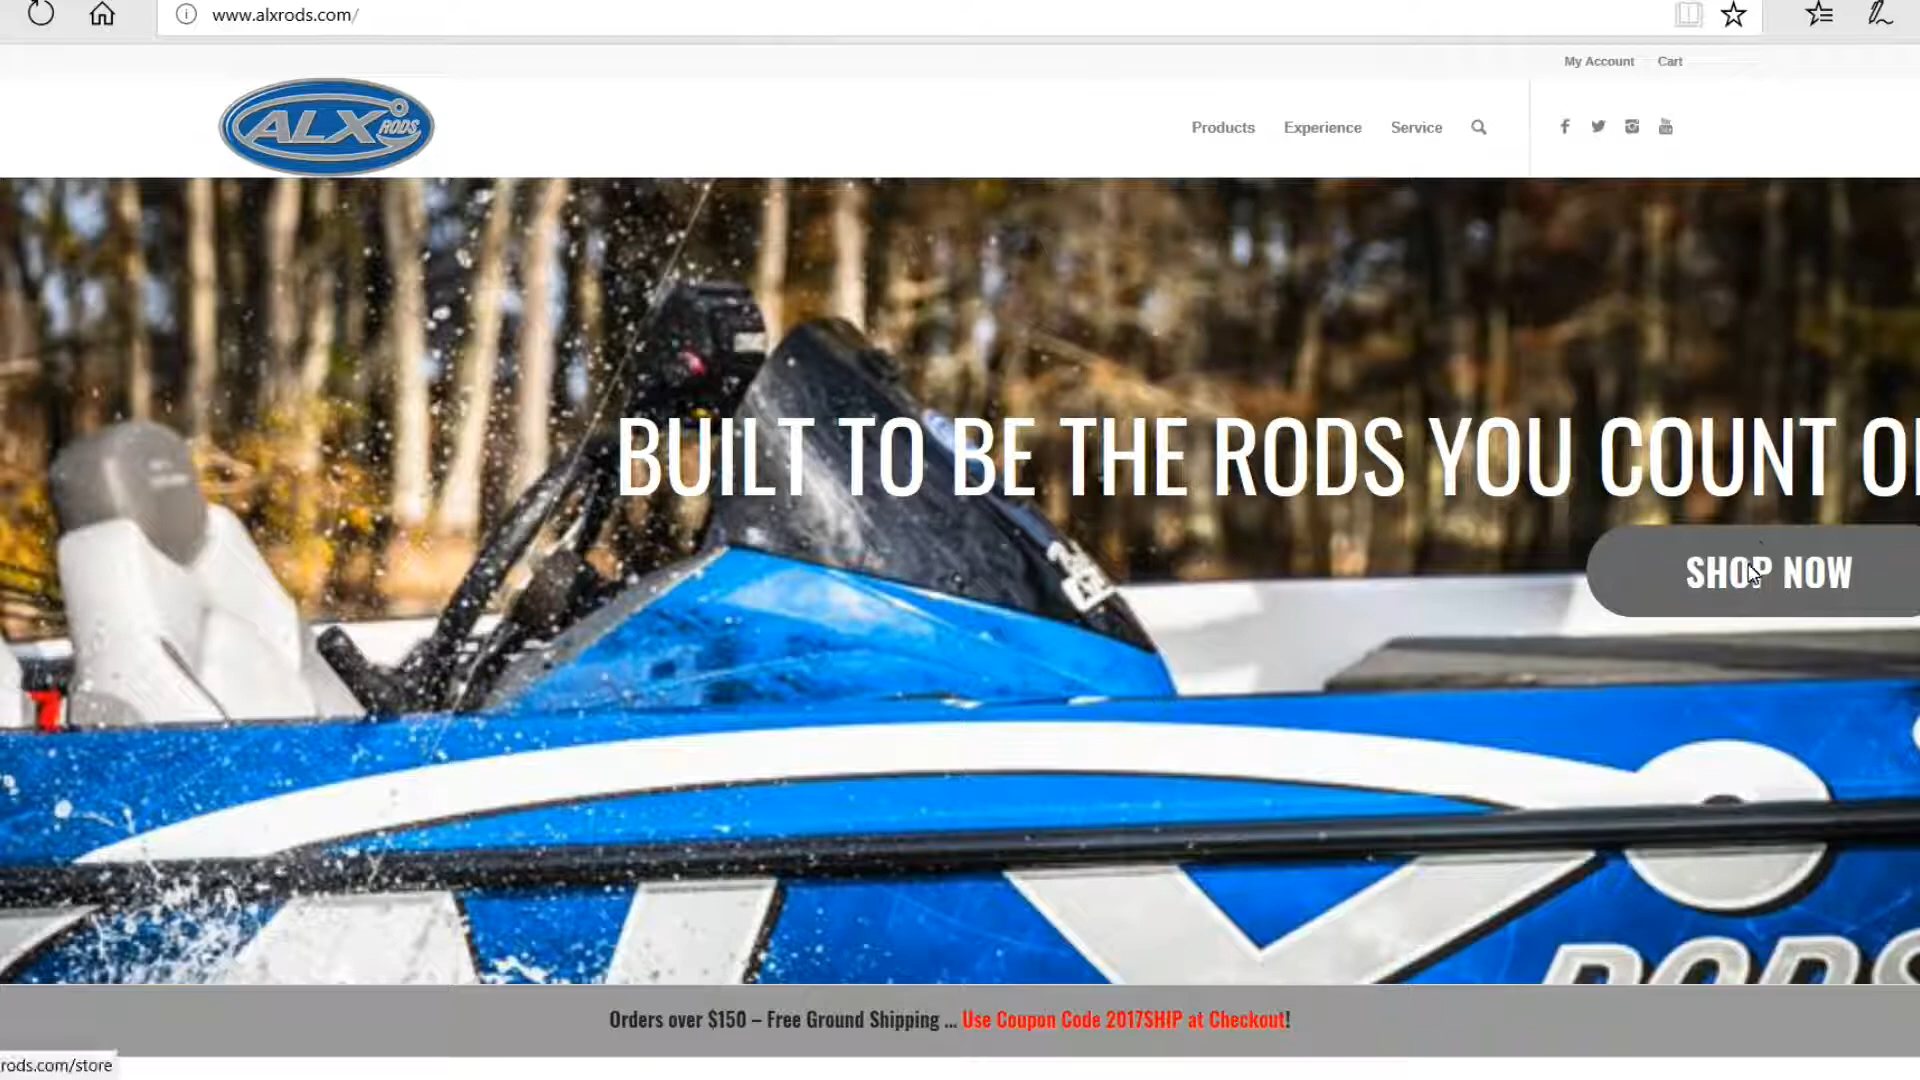 www.alxrods.com/
My Account Cart
ALX RODS
Products Experience Service
BUILT TO BE THE RODS YOU COUNT
SHOP NOW
RODS
Orders over $150 – Free Ground Shipping ... Use Coupon Code 2017SHIP at Checkout!
rods.com/store